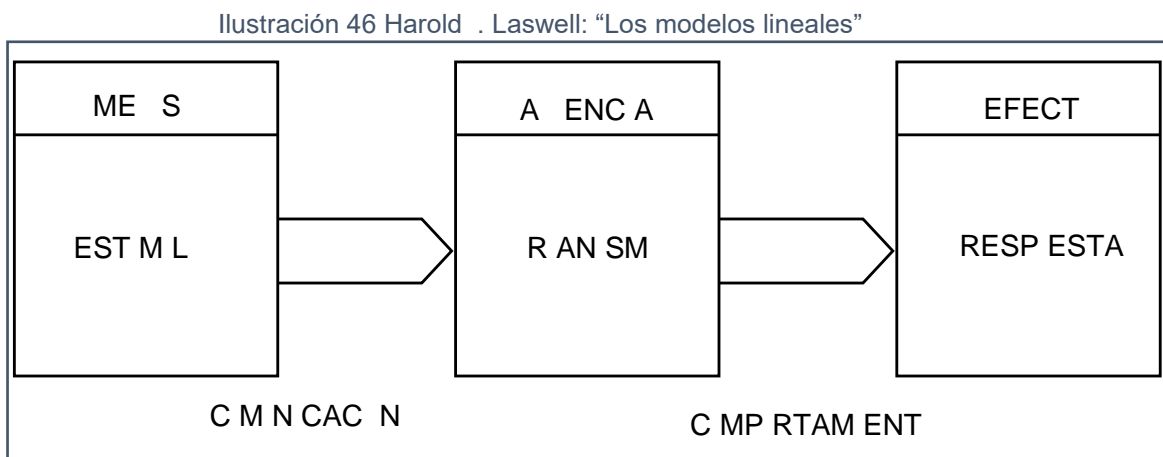 Ilustración 46 Harold . Laswell: “Los modelos lineales”
ME S
A ENC A
EFECT
EST M L
R AN SM
RESP ESTA
C M N CAC N
C MP RTAM ENT